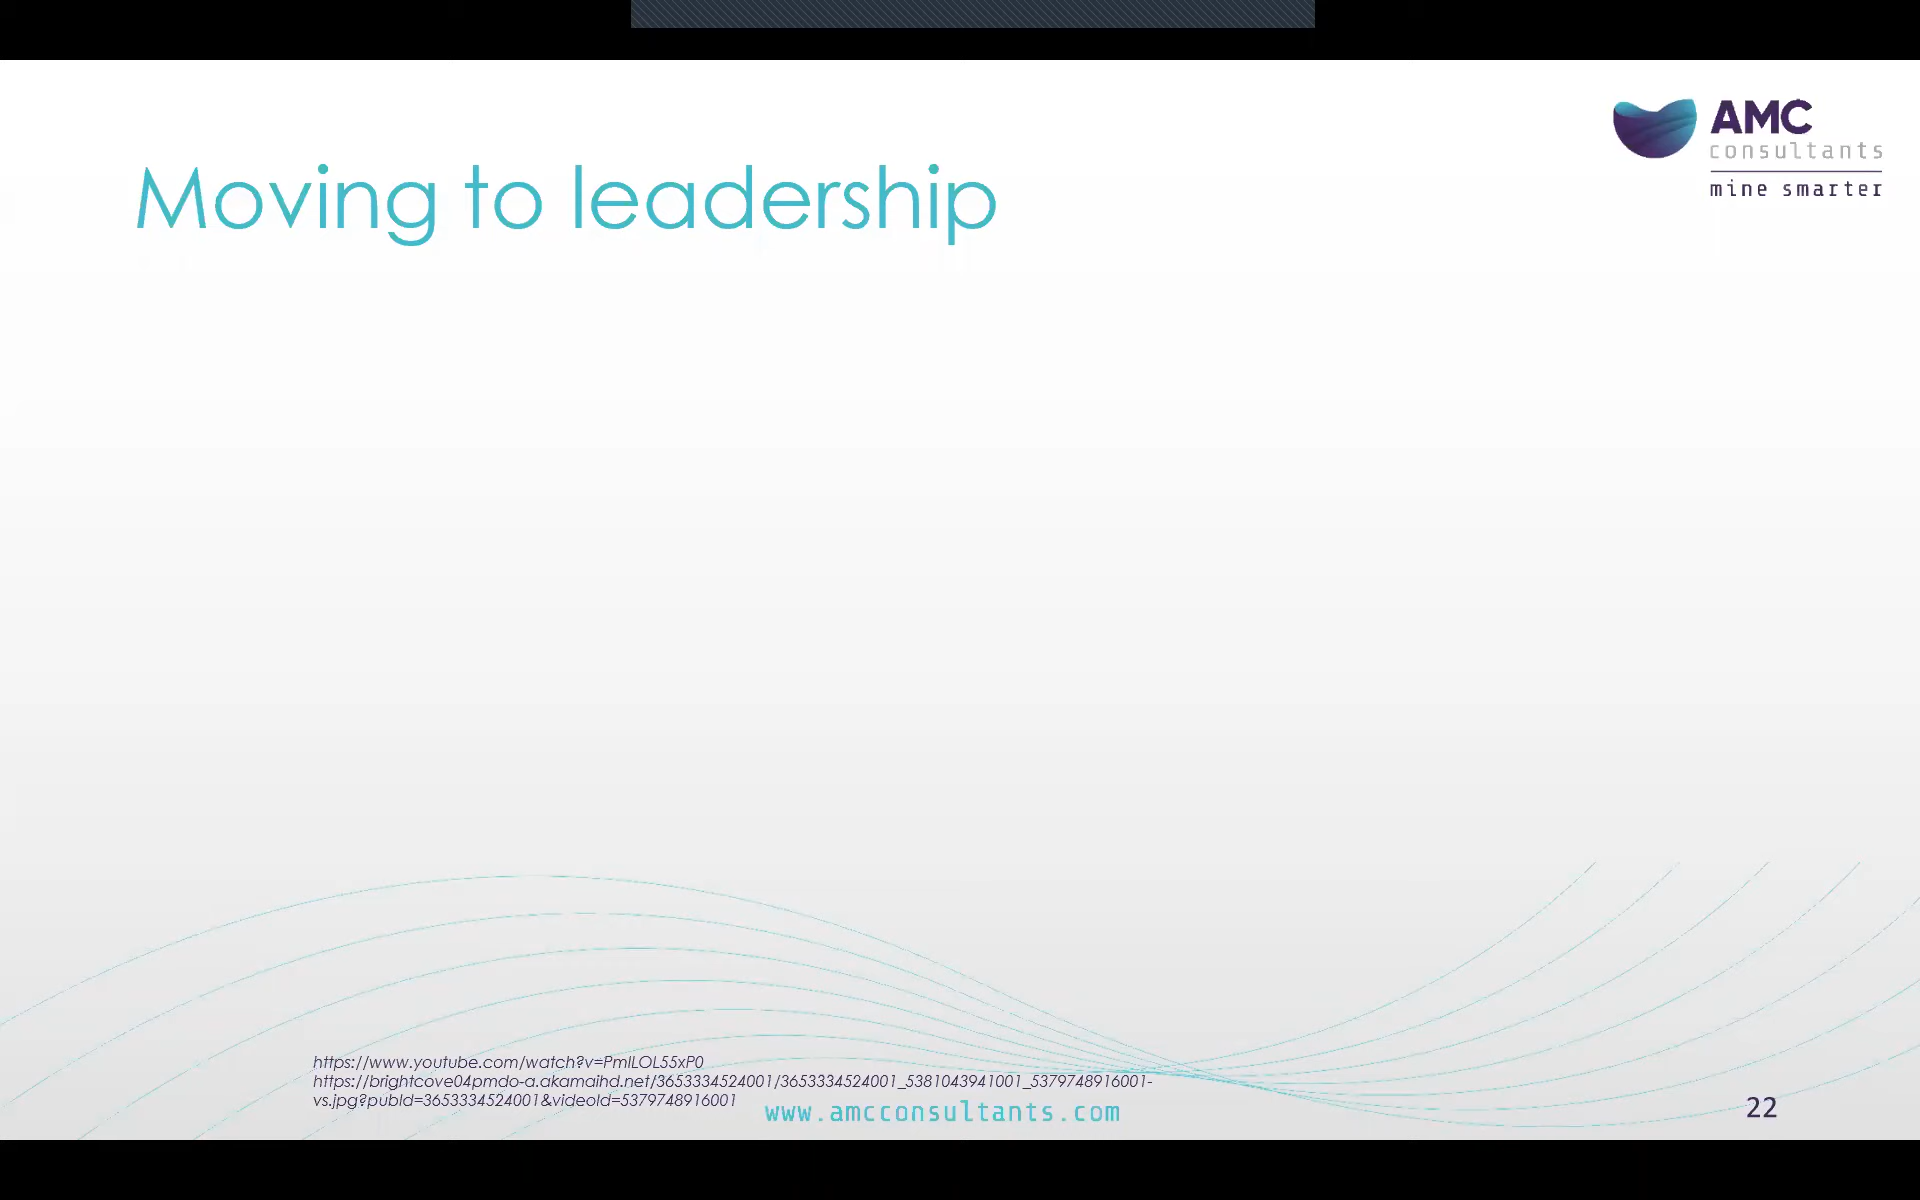 AMC
consultants
mine smarter
Moving to leadership
https://www.youtube.com/watch?v=PmlLOL55xP0
https://brightcove04pmdo-a.akamaihd.net/3653334524001/3653334524001_5381043941001_5379748916001-
vs.jpg?pubId=3653334524001&videoId=5379748916001
www.amcconsultants.com
22